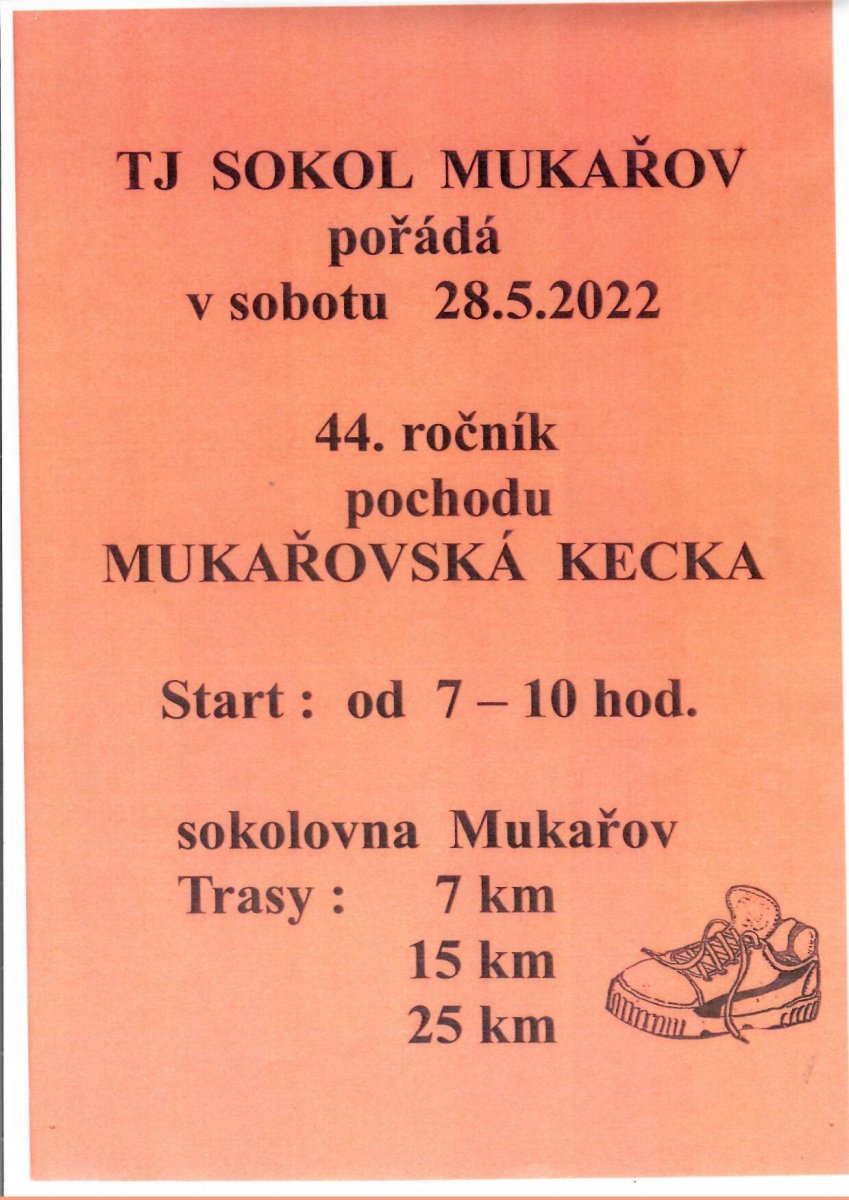 TJ SOKOL MUKAŘOV
pořádá
v sobotu 28.5.2022
44. ročník
pochodu
MUKAŘOVSKÁ KECKA
Start : od 7 – 10 hod.
sokolovna Mukařov
Trasy : 7 km
15 km
25 km